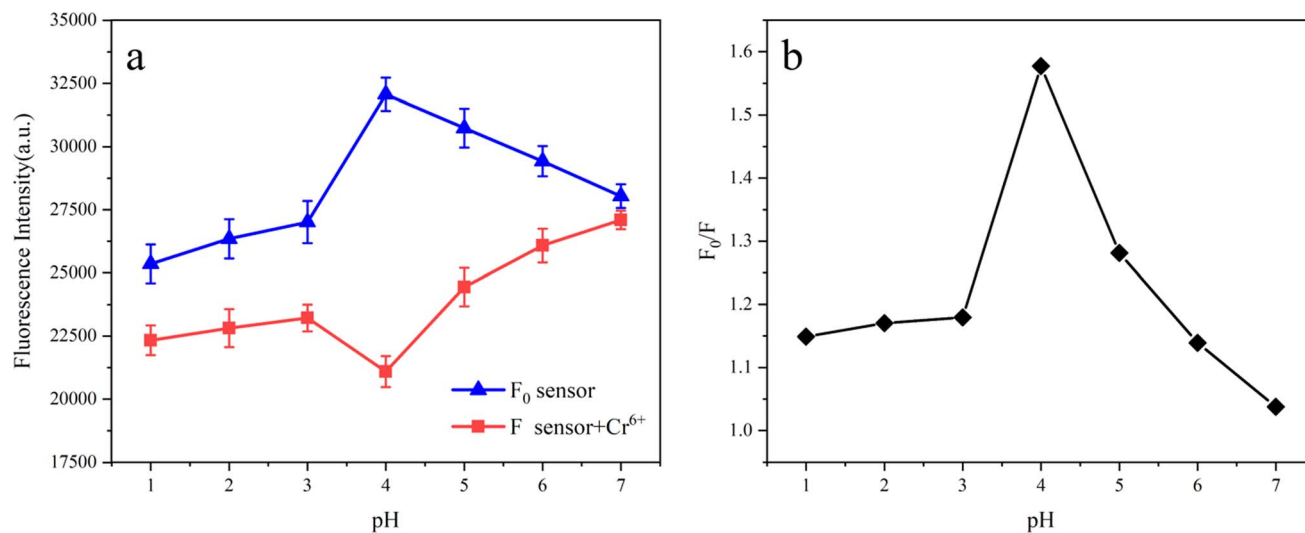 a
35000
32500
30000
27500
25000
22500
20000
17500
Fluorescence Intensity(a.u.)
F₀ sensor
F sensor+Cr⁶⁺
1 2 3 4 5 6 7
pH
b
1.6
1.5
1.4
1.3
1.2
1.1
1.0
F₀/F
1 2 3 4 5 6 7
pH